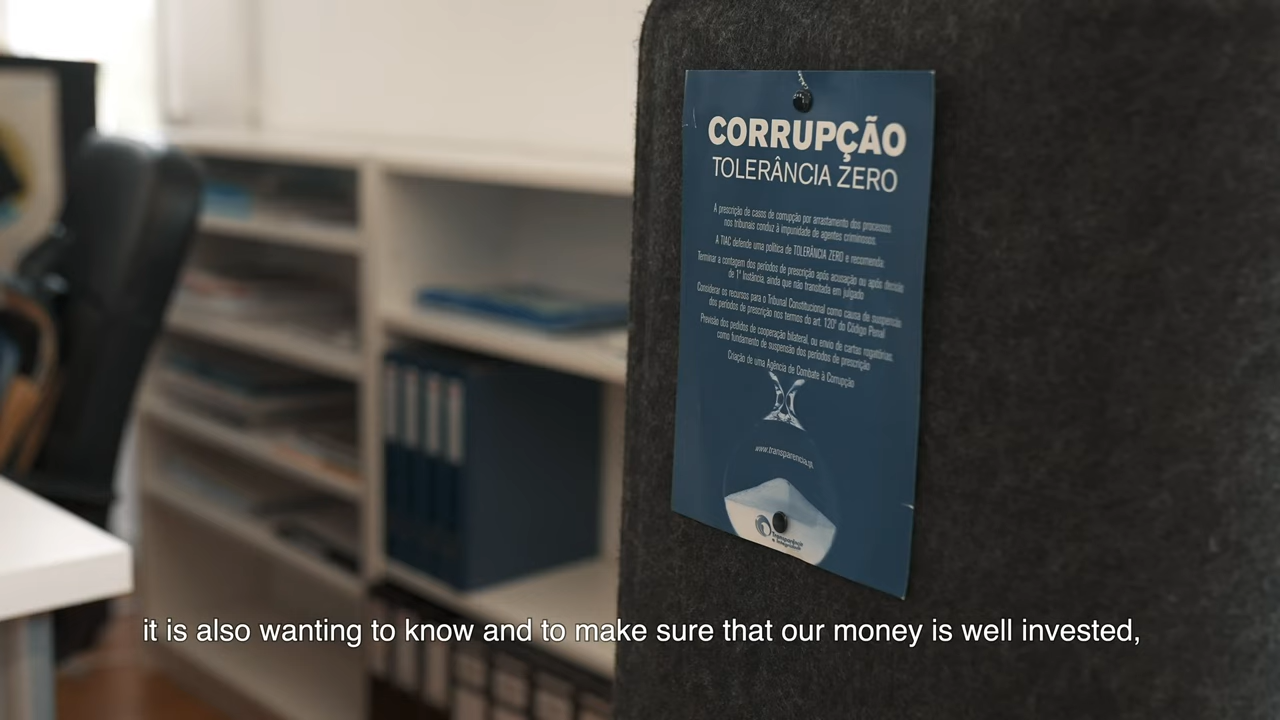 CORRUPÇÃO
TOLERÂNCIA ZERO
A prescrição de casos de corrupção por arrastamento dos processos
nos tribunais conduz à impunidade de agentes criminosos.
A TIAC defende uma política de TOLERÂNCIA ZERO e recomenda:
Terminar a contagem dos períodos de prescrição após acusação ou após decisão
de 1ª Instância, ainda que não transitada em julgado
Considerar os recursos para o Tribunal Constitucional como causa de suspensão
dos períodos de prescrição nos termos do art. 120º do Código Penal
Previsão dos pedidos de cooperação bilateral, ou envio de cartas rogatórias,
como fundamento de suspensão dos períodos de prescrição
Criação de uma Agência de Combate à Corrupção
www.transparencia.pt
Transparência
e Integridade
it is also wanting to know and to make sure that our money is well invested,